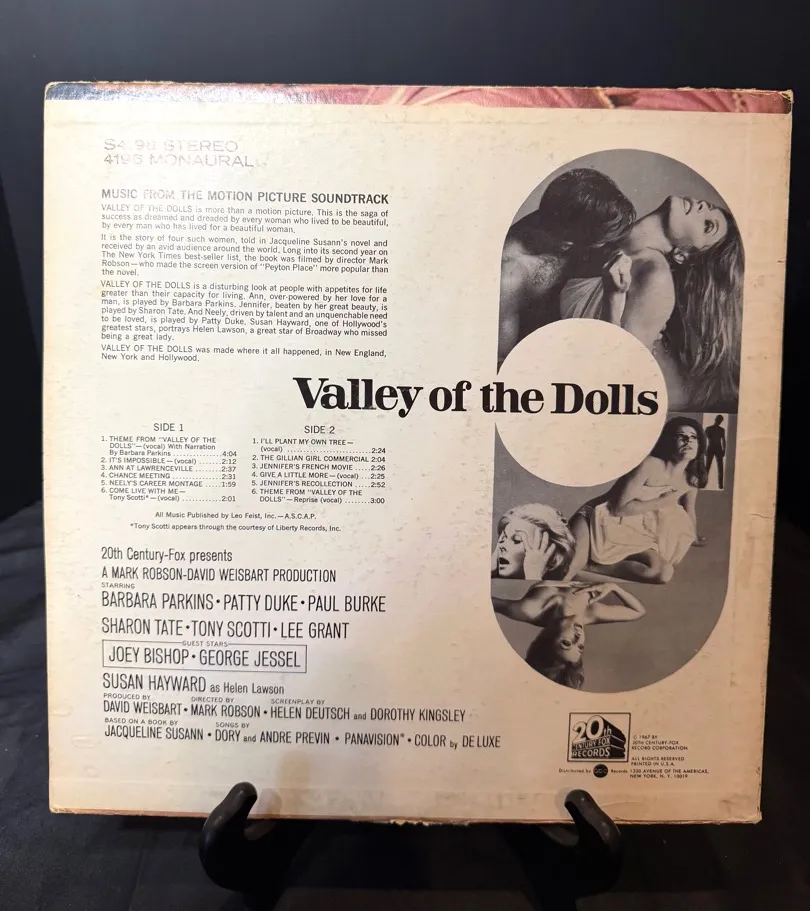 S4196 STEREO
4196 MONAURAL
MUSIC FROM THE MOTION PICTURE SOUNDTRACK
VALLEY OF THE DOLLS is more than a motion picture. This is the saga of
success as dreamed and dreaded by every woman who lived to be beautiful,
by every man who has lived for a beautiful woman.
It is the story of four such women, told in Jacqueline Susann's novel and
received by an avid audience around the world. Long into its second year on
The New York Times best-seller list, the book was filmed by director Mark
Robson—who made the screen version of "Peyton Place" more popular than
the novel.
VALLEY OF THE DOLLS is a disturbing look at people with appetites for life
greater than their capacity for living. Ann, over-powered by her love for a
man, is played by Barbara Parkins. Jennifer, beaten by her great beauty, is
played by Sharon Tate. And Neely, driven by talent and an unquenchable need
to be loved, is played by Patty Duke. Susan Hayward, one of Hollywood's
greatest stars, portrays Helen Lawson, a great star of Broadway who missed
being a great lady.
VALLEY OF THE DOLLS was made where it all happened, in New England,
New York and Hollywood.
Valley of the Dolls
SIDE 1
1. THEME FROM "VALLEY OF THE
DOLLS"—(vocal) With Narration
By Barbara Parkins ................4:04
2. IT'S IMPOSSIBLE—(vocal) ......2:12
3. ANN AT LAWRENCEVILLE ........2:37
4. CHANCE MEETING ................2:31
5. NEELY'S CAREER MONTAGE ....1:59
6. COME LIVE WITH ME—
Tony Scotti*—(vocal) ............2:01
SIDE 2
1. I'LL PLANT MY OWN TREE—
(vocal) ........................2:24
2. THE GILLIAN GIRL COMMERCIAL 2:04
3. JENNIFER'S FRENCH MOVIE .....2:26
4. GIVE A LITTLE MORE—(vocal) ...2:25
5. JENNIFER'S RECOLLECTION .....2:52
6. THEME FROM "VALLEY OF THE
DOLLS"—Reprise (vocal) ........3:00
All Music Published by Leo Feist, Inc.—A.S.C.A.P.
*Tony Scotti appears through the courtesy of Liberty Records, Inc.
20th Century-Fox presents
A MARK ROBSON-DAVID WEISBART PRODUCTION
STARRING
BARBARA PARKINS • PATTY DUKE • PAUL BURKE
SHARON TATE • TONY SCOTTI • LEE GRANT
GUEST STARS
JOEY BISHOP • GEORGE JESSEL
SUSAN HAYWARD as Helen Lawson
PRODUCED BY DIRECTED BY SCREENPLAY BY
DAVID WEISBART • MARK ROBSON • HELEN DEUTSCH and DOROTHY KINGSLEY
BASED ON A BOOK BY SONGS BY
JACQUELINE SUSANN • DORY and ANDRE PREVIN • PANAVISION® • COLOR by DE LUXE
20th
CENTURY FOX
RECORDS
© 1967 BY
20TH CENTURY-FOX
RECORD CORPORATION
ALL RIGHTS RESERVED
PRINTED IN U.S.A.
Distributed by ABC Records 1330 AVENUE OF THE AMERICAS,
NEW YORK, N.Y. 10019